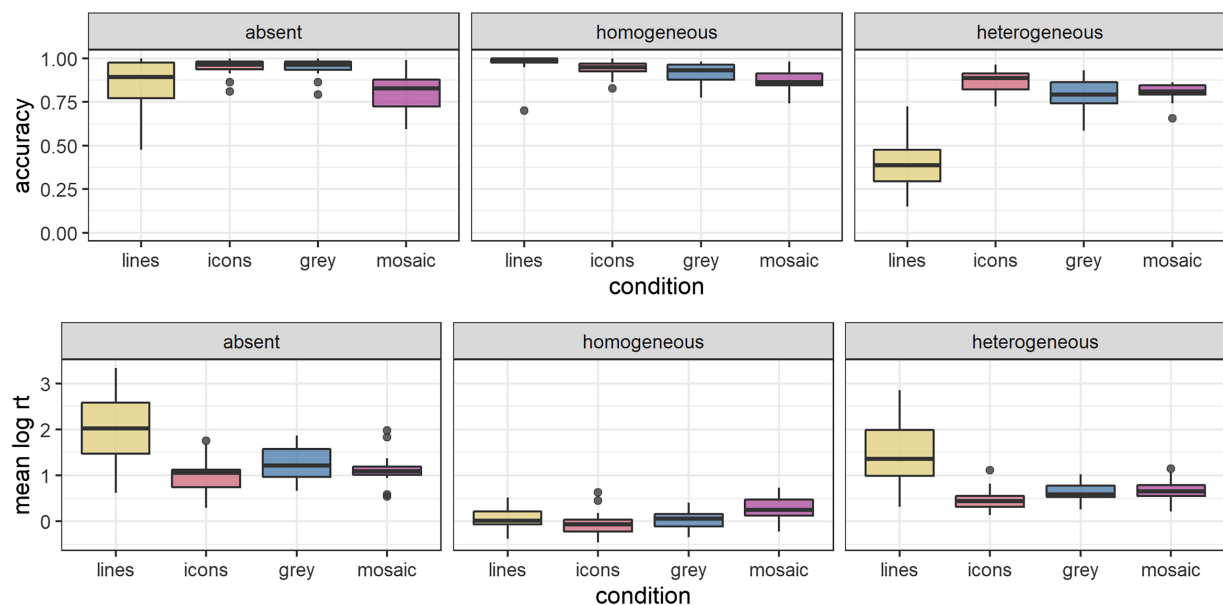 absent homogeneous heterogeneous
accuracy
1.00
0.75
0.50
0.25
0.00
lines icons grey mosaic lines icons grey mosaic lines icons grey mosaic
condition
absent homogeneous heterogeneous
mean log rt
3
2
1
0
lines icons grey mosaic lines icons grey mosaic lines icons grey mosaic
condition